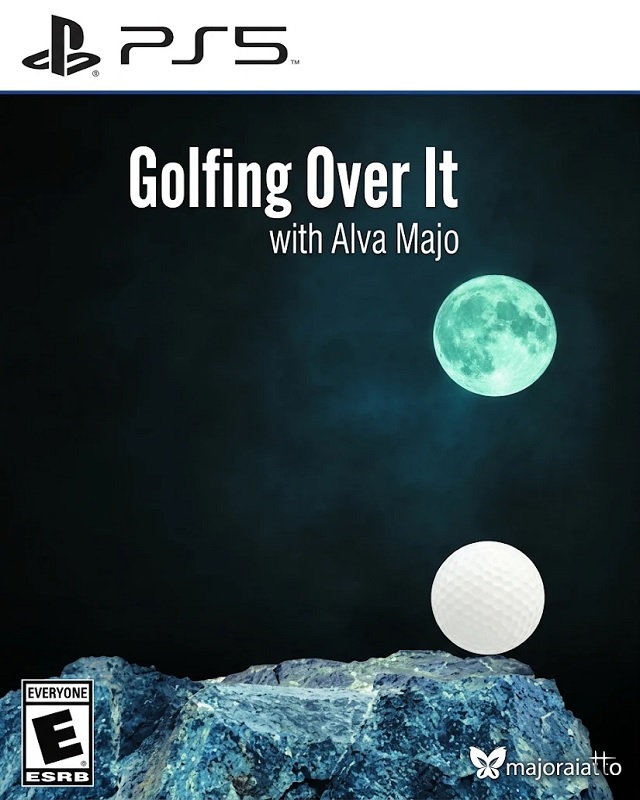 PS5
Golfing Over It
with Alva Majo
EVERYONE
E
ESRB
majoraiatto